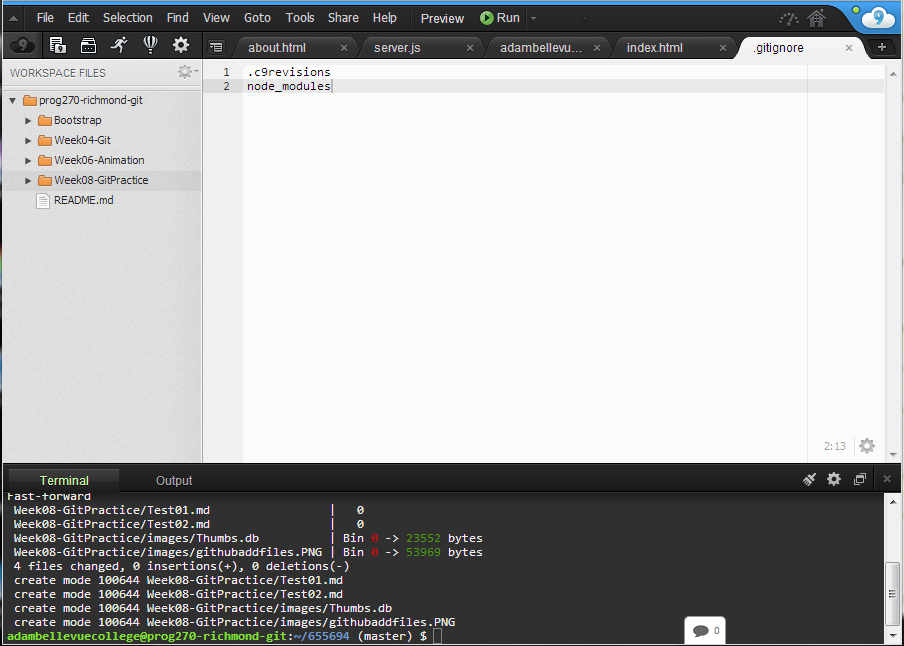 File Edit Selection Find View Goto Tools Share Help Preview Run
about.html server.js adambellevu... index.html .gitignore
WORKSPACE FILES
prog270-richmond-git
Bootstrap
Week04-Git
Week06-Animation
Week08-GitPractice
README.md
1 .c9revisions
2 node_modules
2:13
Terminal Output
Fast-forward
Week08-GitPractice/Test01.md | 0
Week08-GitPractice/Test02.md | 0
Week08-GitPractice/images/Thumbs.db | Bin 0 -> 23552 bytes
Week08-GitPractice/images/githubaddfiles.PNG | Bin 0 -> 53969 bytes
4 files changed, 0 insertions(+), 0 deletions(-)
create mode 100644 Week08-GitPractice/Test01.md
create mode 100644 Week08-GitPractice/Test02.md
create mode 100644 Week08-GitPractice/images/Thumbs.db
create mode 100644 Week08-GitPractice/images/githubaddfiles.PNG
adambellevuecollege@prog270-richmond-git:~/655694 (master) $
0